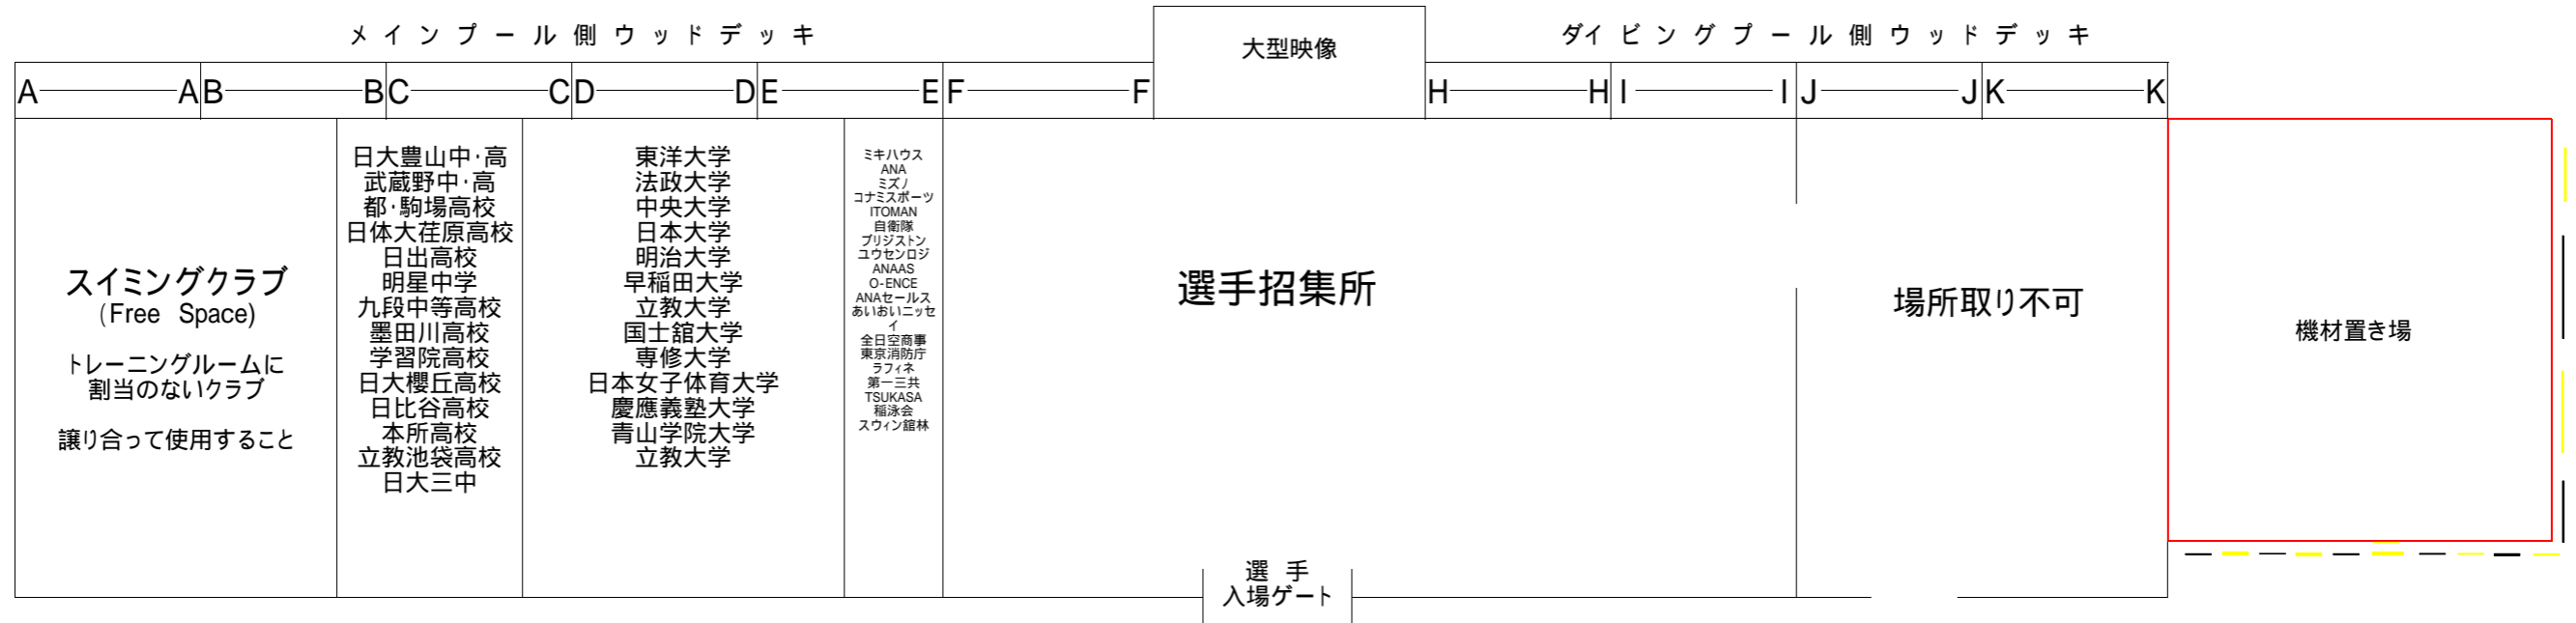 メインプール側ウッドデッキ
大型映像
ダイビングプール側ウッドデッキ
A A B B C C D D E E F F H H I I J J K K
スイミングクラブ
(Free Space)
トレーニングルームに
割当のないクラブ
譲り合って使用すること
日大豊山中・高
武蔵野中・高
都・駒場高校
日体大荏原高校
日出高校
明星中学
九段中等高校
墨田川高校
学習院高校
日大櫻丘高校
日比谷高校
本所高校
立教池袋高校
日大三中
東洋大学
法政大学
中央大学
日本大学
明治大学
早稲田大学
立教大学
国士舘大学
専修大学
日本女子体育大学
慶應義塾大学
青山学院大学
立教大学
ミキハウス
ANA
ミズノ
コナミスポーツ
ITOMAN
自衛隊
ブリジストン
ユウセンロジ
ANAAS
O-ENCE
ANAセールス
あいおいニッセ
イ
全日空商事
東京消防庁
ラフィネ
第一三共
TSUKASA
稲泳会
スウィン舘林
選手招集所
選 手
入場ゲート
場所取り不可
機材置き場